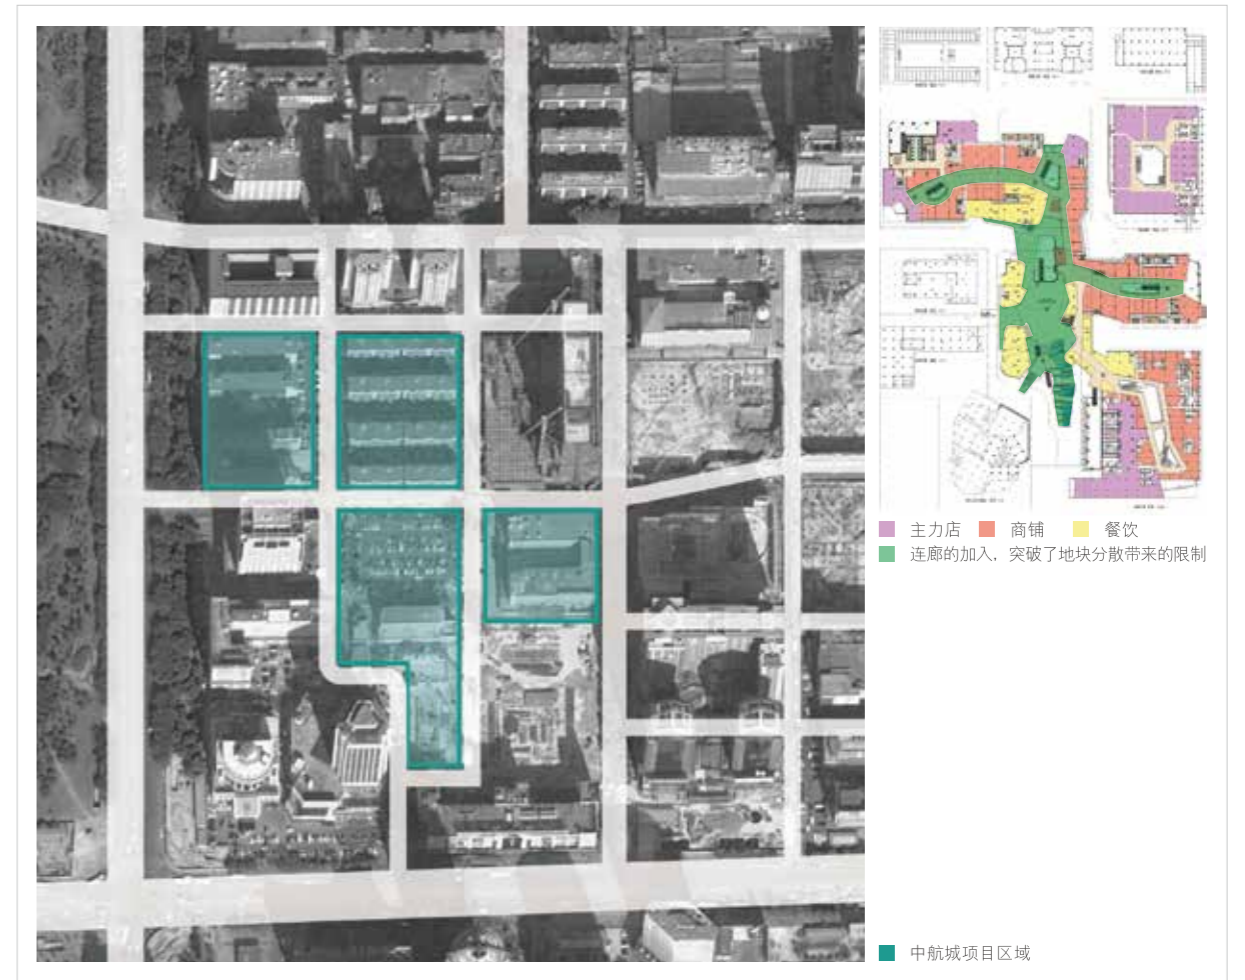 主力店 商铺 餐饮
连廊的加入，突破了地块分散带来的限制
中航城项目区域